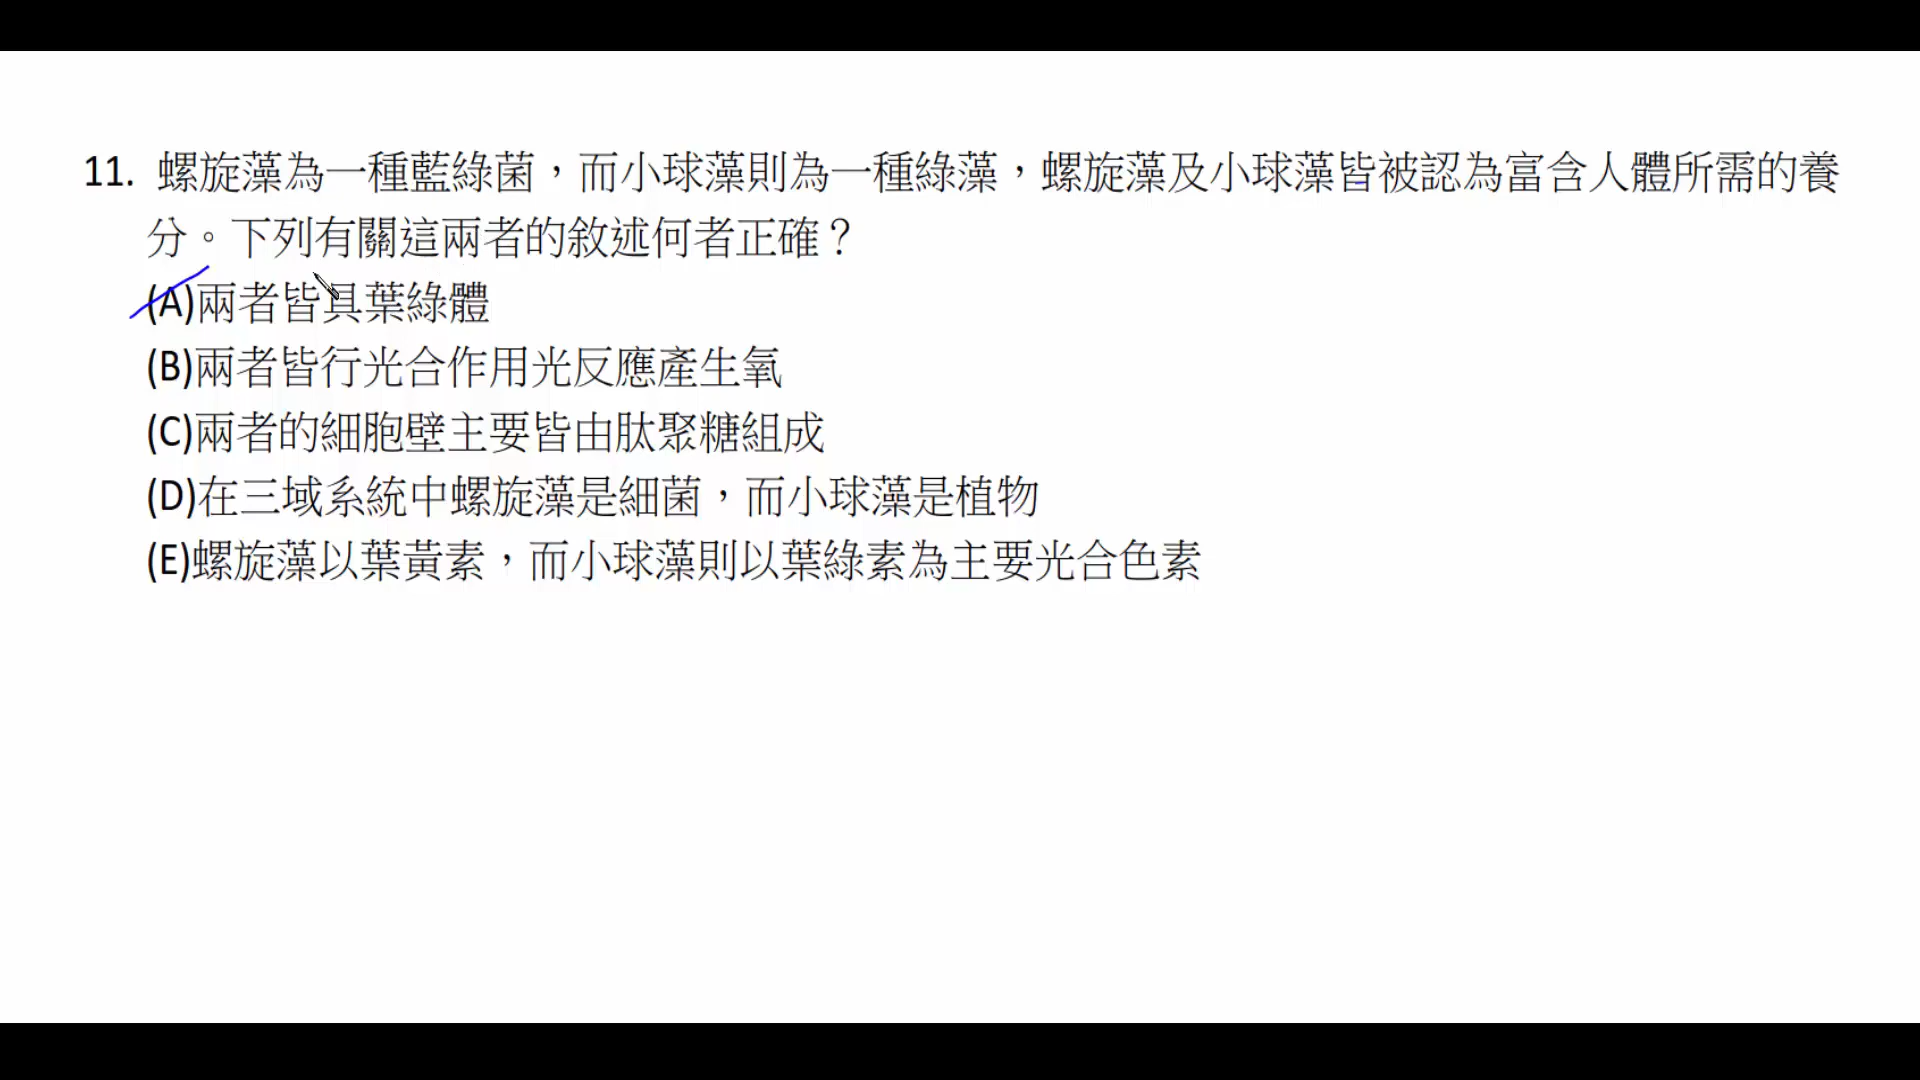 11. 螺旋藻為一種藍綠菌，而小球藻則為一種綠藻，螺旋藻及小球藻皆被認為富含人體所需的養
分。下列有關這兩者的敘述何者正確？
(A)兩者皆具葉綠體
(B)兩者皆行光合作用光反應產生氧
(C)兩者的細胞壁主要皆由肽聚糖組成
(D)在三域系統中螺旋藻是細菌，而小球藻是植物
(E)螺旋藻以葉黃素，而小球藻則以葉綠素為主要光合色素